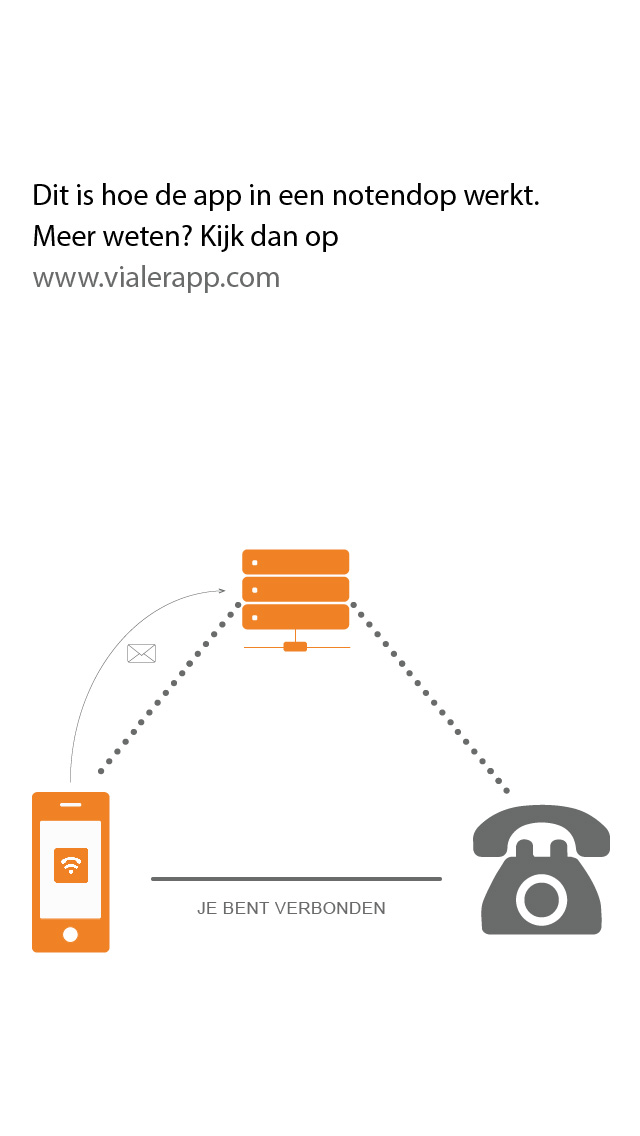 Dit is hoe de app in een notendop werkt.
Meer weten? Kijk dan op
www.vialerapp.com
JE BENT VERBONDEN